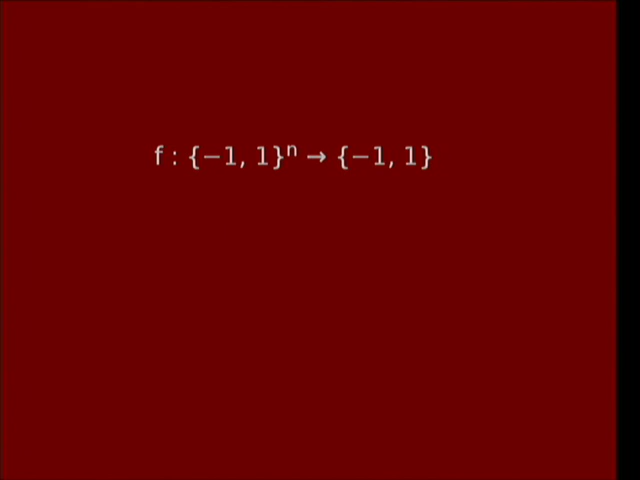 f : {−1, 1}ⁿ → {−1, 1}